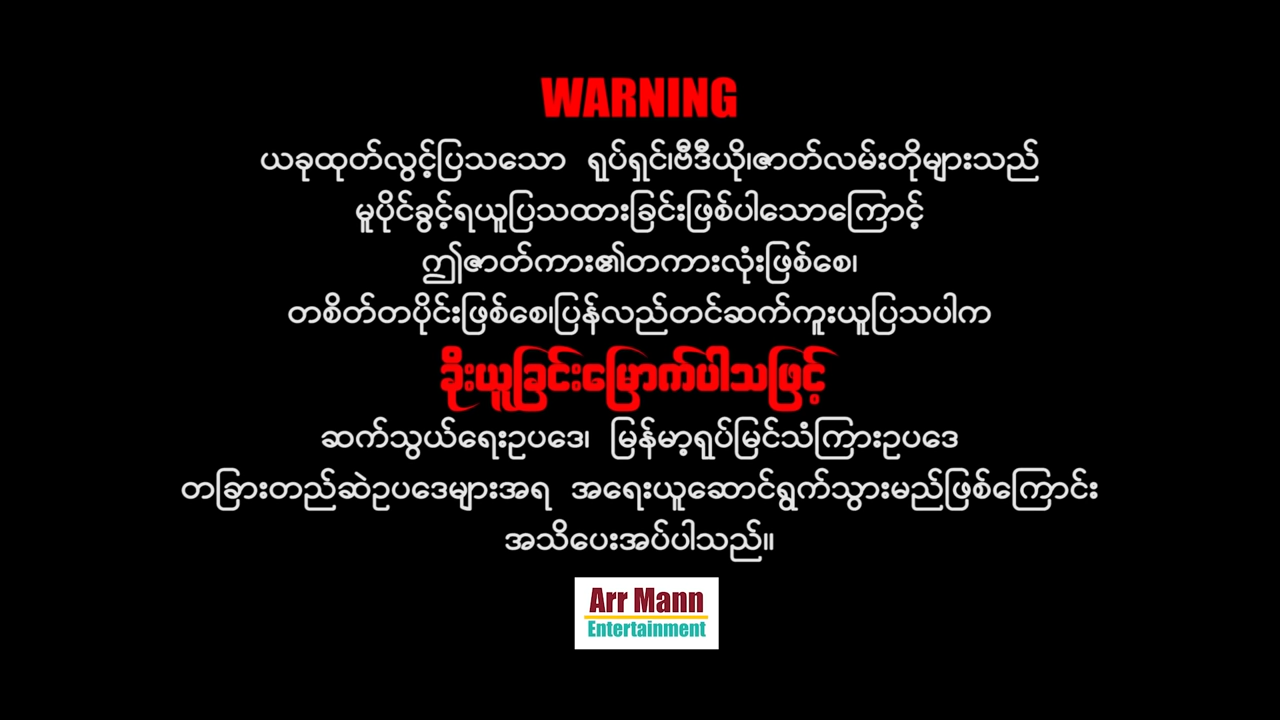 WARNING
ယခုထုတ်လွှင့်ပြသသော ရုပ်ရှင်၊ဗီဒီယို၊ဇာတ်လမ်းတိုများသည်
မူပိုင်ခွင့်ရယူပြသထားခြင်းဖြစ်ပါသောကြောင့်
ဤဇာတ်ကား၏တကားလုံးဖြစ်စေ၊
တစိတ်တပိုင်းဖြစ်စေ၊ပြန်လည်တင်ဆက်ကူးယူပြသပါက
ခိုးယူခြင်းမြောက်ပါသဖြင့်
ဆက်သွယ်ရေးဥပဒေ၊ မြန်မာ့ရုပ်မြင်သံကြားဥပဒေ
တခြားတည်ဆဲဥပဒေများအရ အရေးယူဆောင်ရွက်သွားမည်ဖြစ်ကြောင်း
အသိပေးအပ်ပါသည်။
Arr Mann
Entertainment